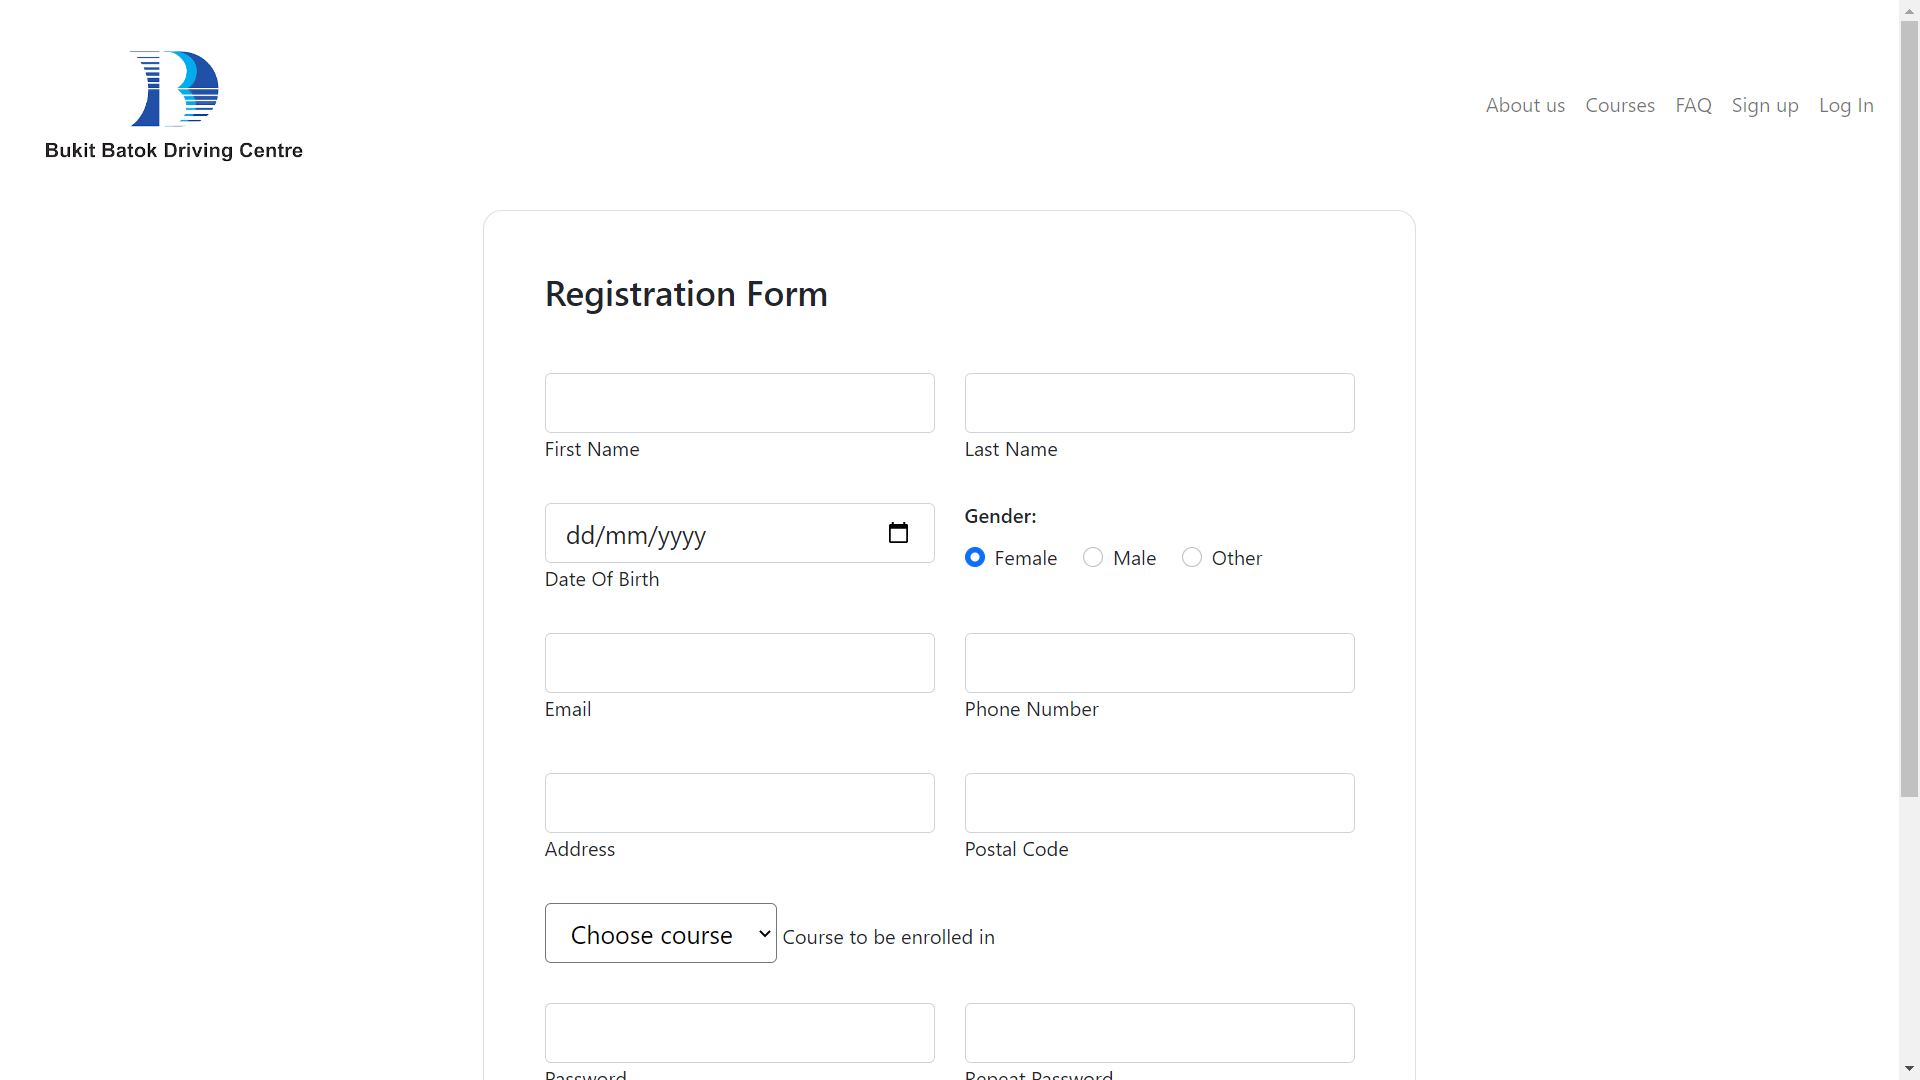 Bukit Batok Driving Centre
About us Courses FAQ Sign up Log In
Registration Form
First Name Last Name
Gender:
dd/mm/yyyy
Female Male Other
Date Of Birth
Email Phone Number
Address Postal Code
Choose course Course to be enrolled in
Password Repeat Password